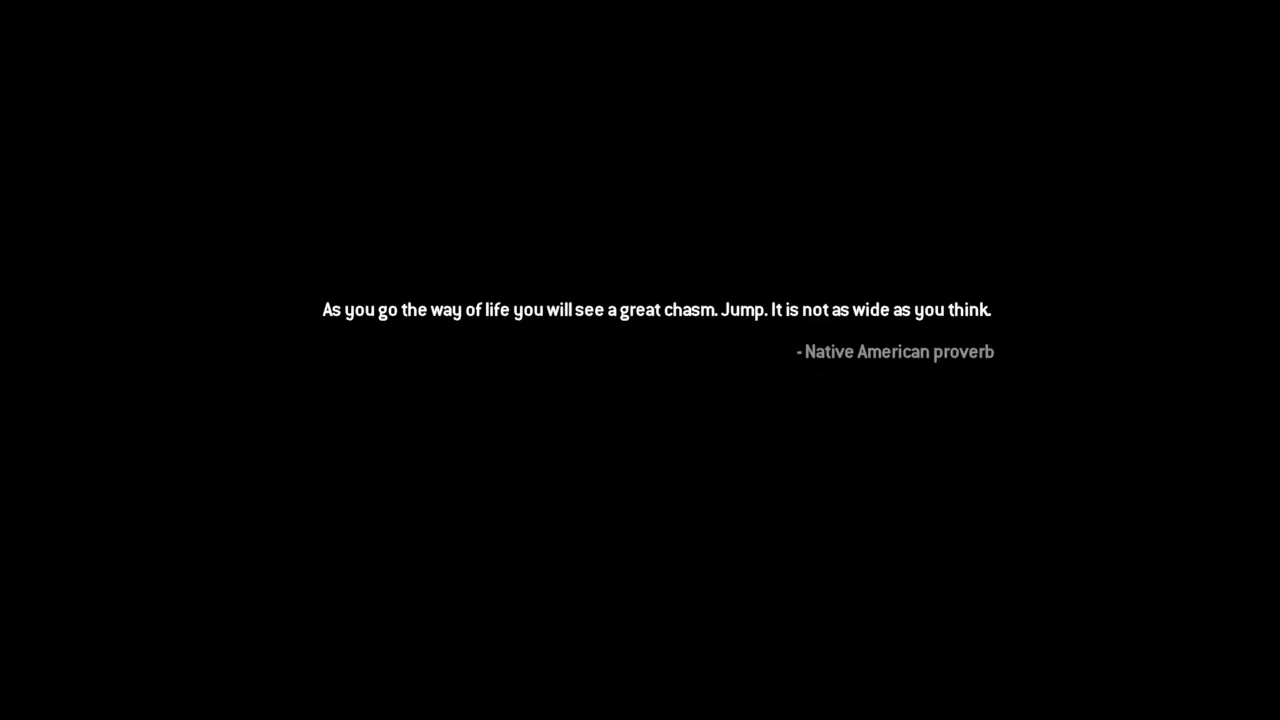 As you go the way of life you will see a great chasm. Jump. It is not as wide as you think.
- Native American proverb